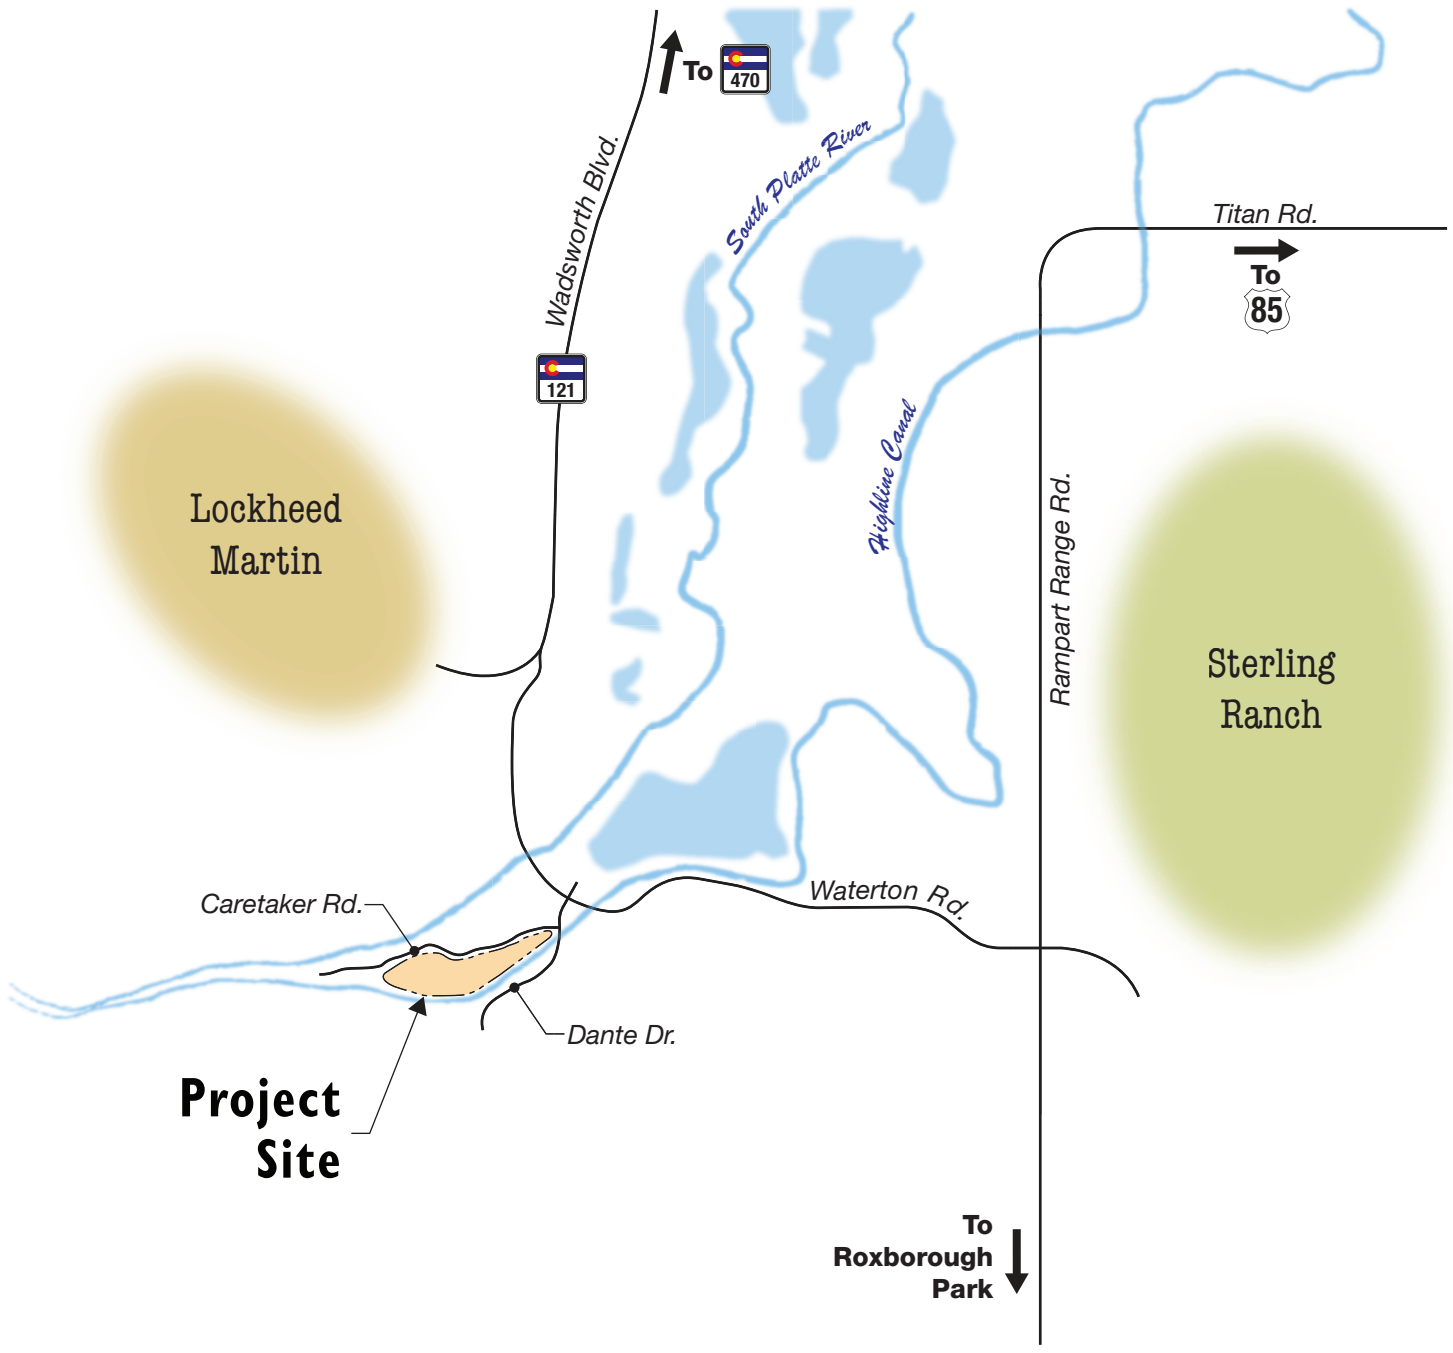 To
470
South Platte River
Wadsworth Blvd.
Titan Rd.
To
85
121
Highline Canal
Lockheed
Martin
Rampart Range Rd.
Sterling
Ranch
Waterton Rd.
Caretaker Rd.
Dante Dr.
Project
Site
To
Roxborough
Park